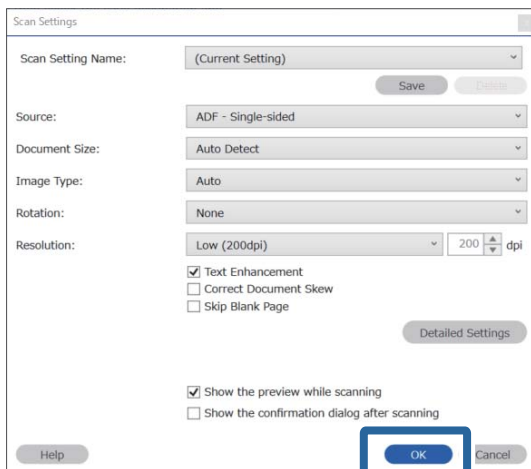 Scan Settings
Scan Setting Name: (Current Setting)
Save Delete
Source: ADF - Single-sided
Document Size: Auto Detect
Image Type: Auto
Rotation: None
Resolution: Low (200dpi) 200 dpi
Text Enhancement
Correct Document Skew
Skip Blank Page
Detailed Settings
Show the preview while scanning
Show the confirmation dialog after scanning
Help OK Cancel